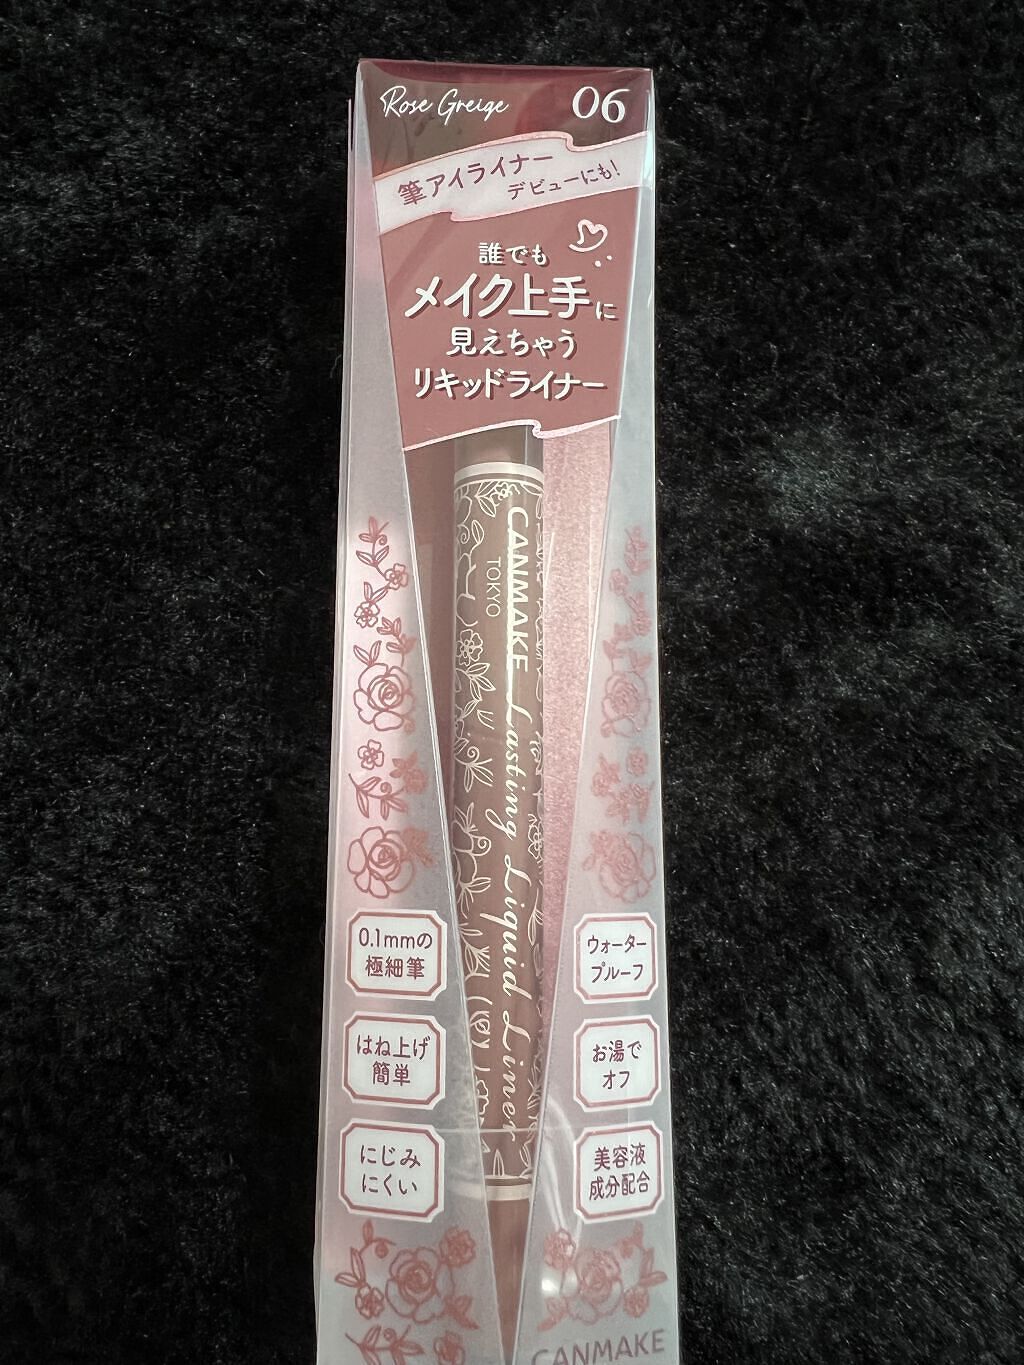 Rose Greige 06
筆アイライナー
デビューにも!
誰でも
メイク上手に
見えちゃう
リキッドライナー
CANMAKE Lasting Liquid Liner
TOKYO
0.1mmの
極細筆
はね上げ
簡単
にじみ
にくい
ウォーター
プルーフ
お湯で
オフ
美容液
成分配合
CANMAKE